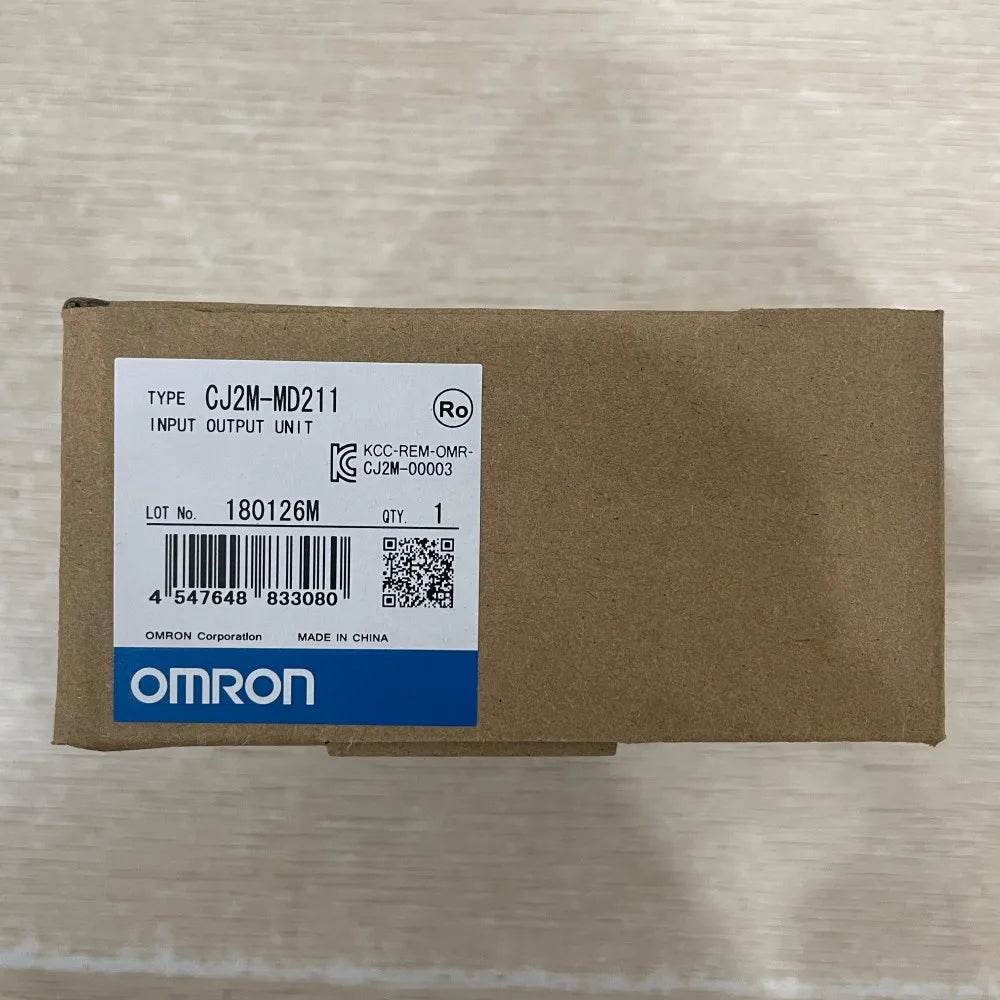 TYPE CJ2M-MD211
INPUT OUTPUT UNIT
Ro
KCC-REM-OMR-
CJ2M-00003
LOT No. 180126M QTY. 1
4 547648 833080
OMRON Corporation MADE IN CHINA
OMRON